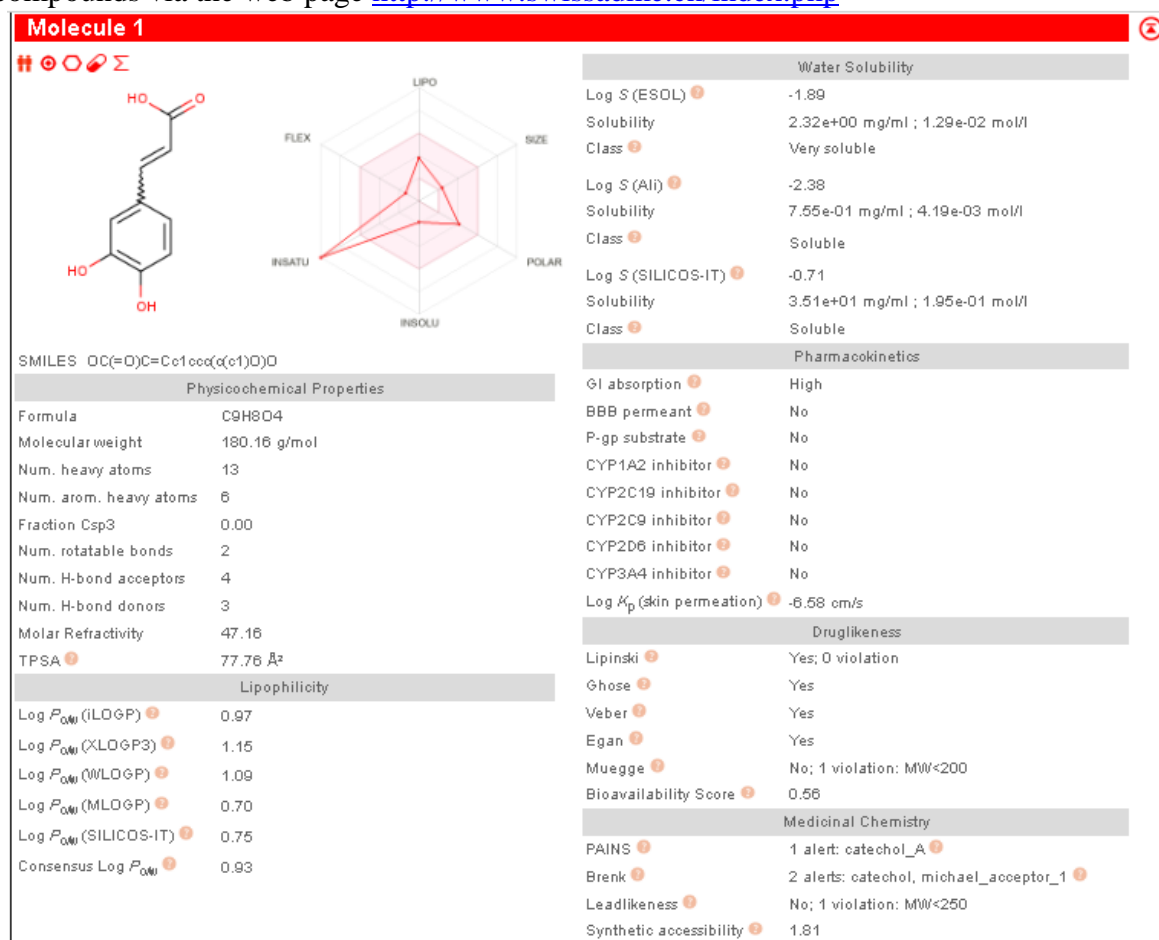 compounds via the web page http://www.swissadme.ch/index.php
Molecule 1
HO
O
HO
OH
LIPO
FLEX
SIZE
INSATU
POLAR
INSOLU
SMILES OC(=O)C=Cc1ccc(c(c1)O)O
Physicochemical Properties
Formula C9H8O4
Molecular weight 180.16 g/mol
Num. heavy atoms 13
Num. arom. heavy atoms 6
Fraction Csp3 0.00
Num. rotatable bonds 2
Num. H-bond acceptors 4
Num. H-bond donors 3
Molar Refractivity 47.16
TPSA ? 77.76 Å²
Lipophilicity
Log Po/w (iLOGP) ? 0.97
Log Po/w (XLOGP3) ? 1.15
Log Po/w (WLOGP) ? 1.09
Log Po/w (MLOGP) ? 0.70
Log Po/w (SILICOS-IT) ? 0.75
Consensus Log Po/w ? 0.93
Water Solubility
Log S (ESOL) ? -1.89
Solubility 2.32e+00 mg/ml ; 1.29e-02 mol/l
Class ? Very soluble
Log S (Ali) ? -2.38
Solubility 7.55e-01 mg/ml ; 4.19e-03 mol/l
Class ? Soluble
Log S (SILICOS-IT) ? -0.71
Solubility 3.51e+01 mg/ml ; 1.95e-01 mol/l
Class ? Soluble
Pharmacokinetics
GI absorption ? High
BBB permeant ? No
P-gp substrate ? No
CYP1A2 inhibitor ? No
CYP2C19 inhibitor ? No
CYP2C9 inhibitor ? No
CYP2D6 inhibitor ? No
CYP3A4 inhibitor ? No
Log Kp (skin permeation) ? -6.58 cm/s
Druglikeness
Lipinski ? Yes; 0 violation
Ghose ? Yes
Veber ? Yes
Egan ? Yes
Muegge ? No; 1 violation: MW<200
Bioavailability Score ? 0.56
Medicinal Chemistry
PAINS ? 1 alert: catechol_A ?
Brenk ? 2 alerts: catechol, michael_acceptor_1 ?
Leadlikeness ? No; 1 violation: MW<250
Synthetic accessibility ? 1.81